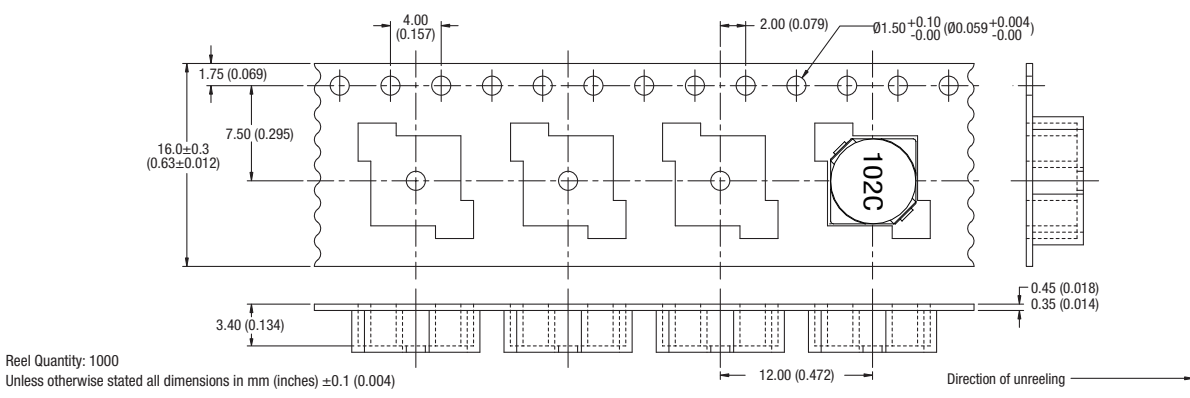 4.00
(0.157)
2.00 (0.079)
Ø1.50 +0.10 -0.00 (Ø0.059 +0.004 -0.00)
1.75 (0.069)
7.50 (0.295)
16.0±0.3
(0.63±0.012)
102C
0.45 (0.018)
0.35 (0.014)
3.40 (0.134)
12.00 (0.472)
Reel Quantity: 1000
Unless otherwise stated all dimensions in mm (inches) ±0.1 (0.004)
Direction of unreeling